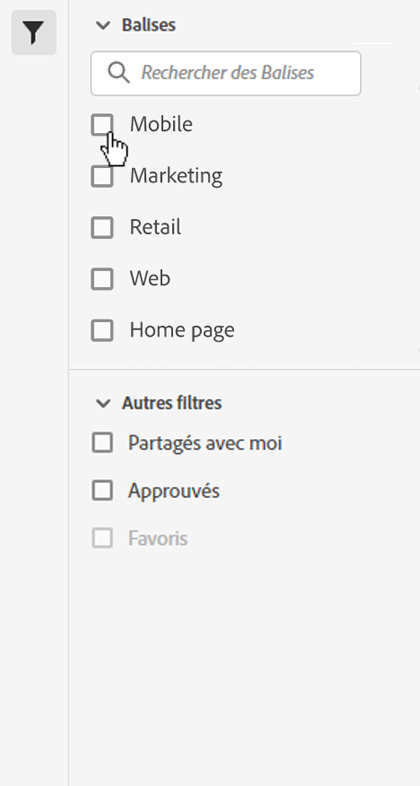 Balises
Rechercher des Balises
Mobile
Marketing
Retail
Web
Home page
Autres filtres
Partagés avec moi
Approuvés
Favoris